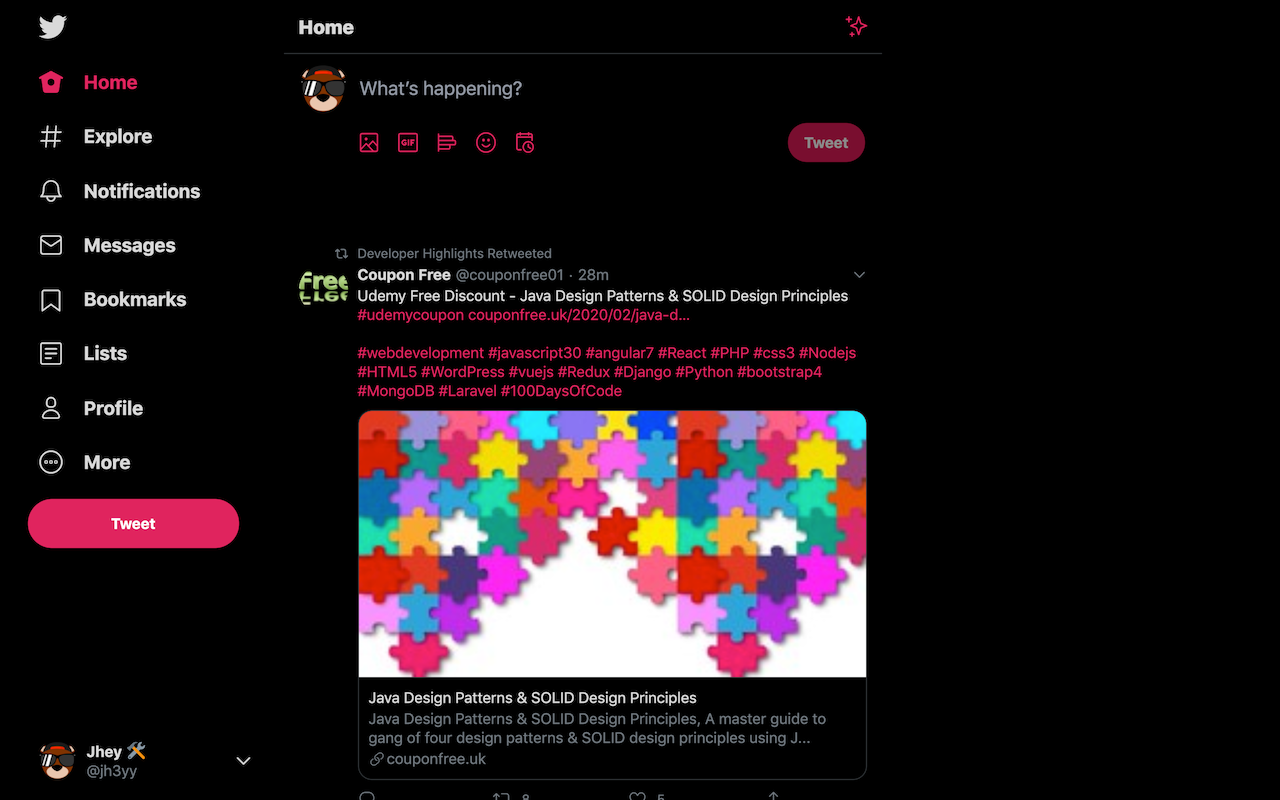 Home
Explore
Notifications
Messages
Bookmarks
Lists
Profile
More
Tweet
Jhey
@jh3yy
Home
What's happening?
GIF
Tweet
Developer Highlights Retweeted
Coupon Free @couponfree01 · 28m
Udemy Free Discount - Java Design Patterns & SOLID Design Principles
#udemycoupon couponfree.uk/2020/02/java-d...
#webdevelopment #javascript30 #angular7 #React #PHP #css3 #Nodejs
#HTML5 #WordPress #vuejs #Redux #Django #Python #bootstrap4
#MongoDB #Laravel #100DaysOfCode
Java Design Patterns & SOLID Design Principles
Java Design Patterns & SOLID Design Principles, A master guide to
gang of four design patterns & SOLID design principles using J...
couponfree.uk